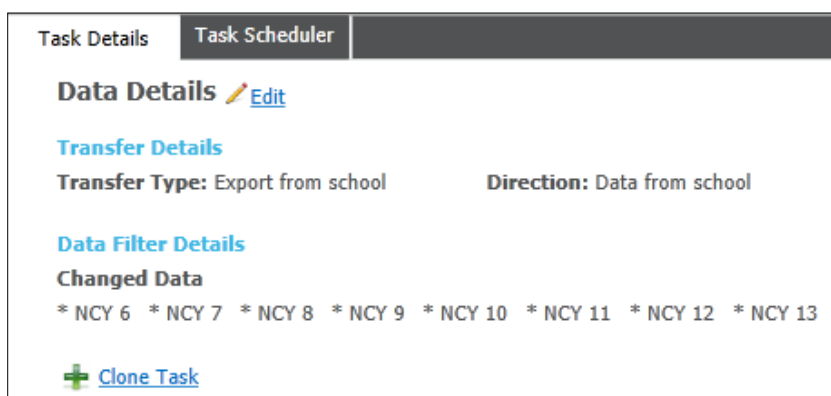 Task Details Task Scheduler
Data Details Edit
Transfer Details
Transfer Type: Export from school Direction: Data from school
Data Filter Details
Changed Data
* NCY 6 * NCY 7 * NCY 8 * NCY 9 * NCY 10 * NCY 11 * NCY 12 * NCY 13
Clone Task